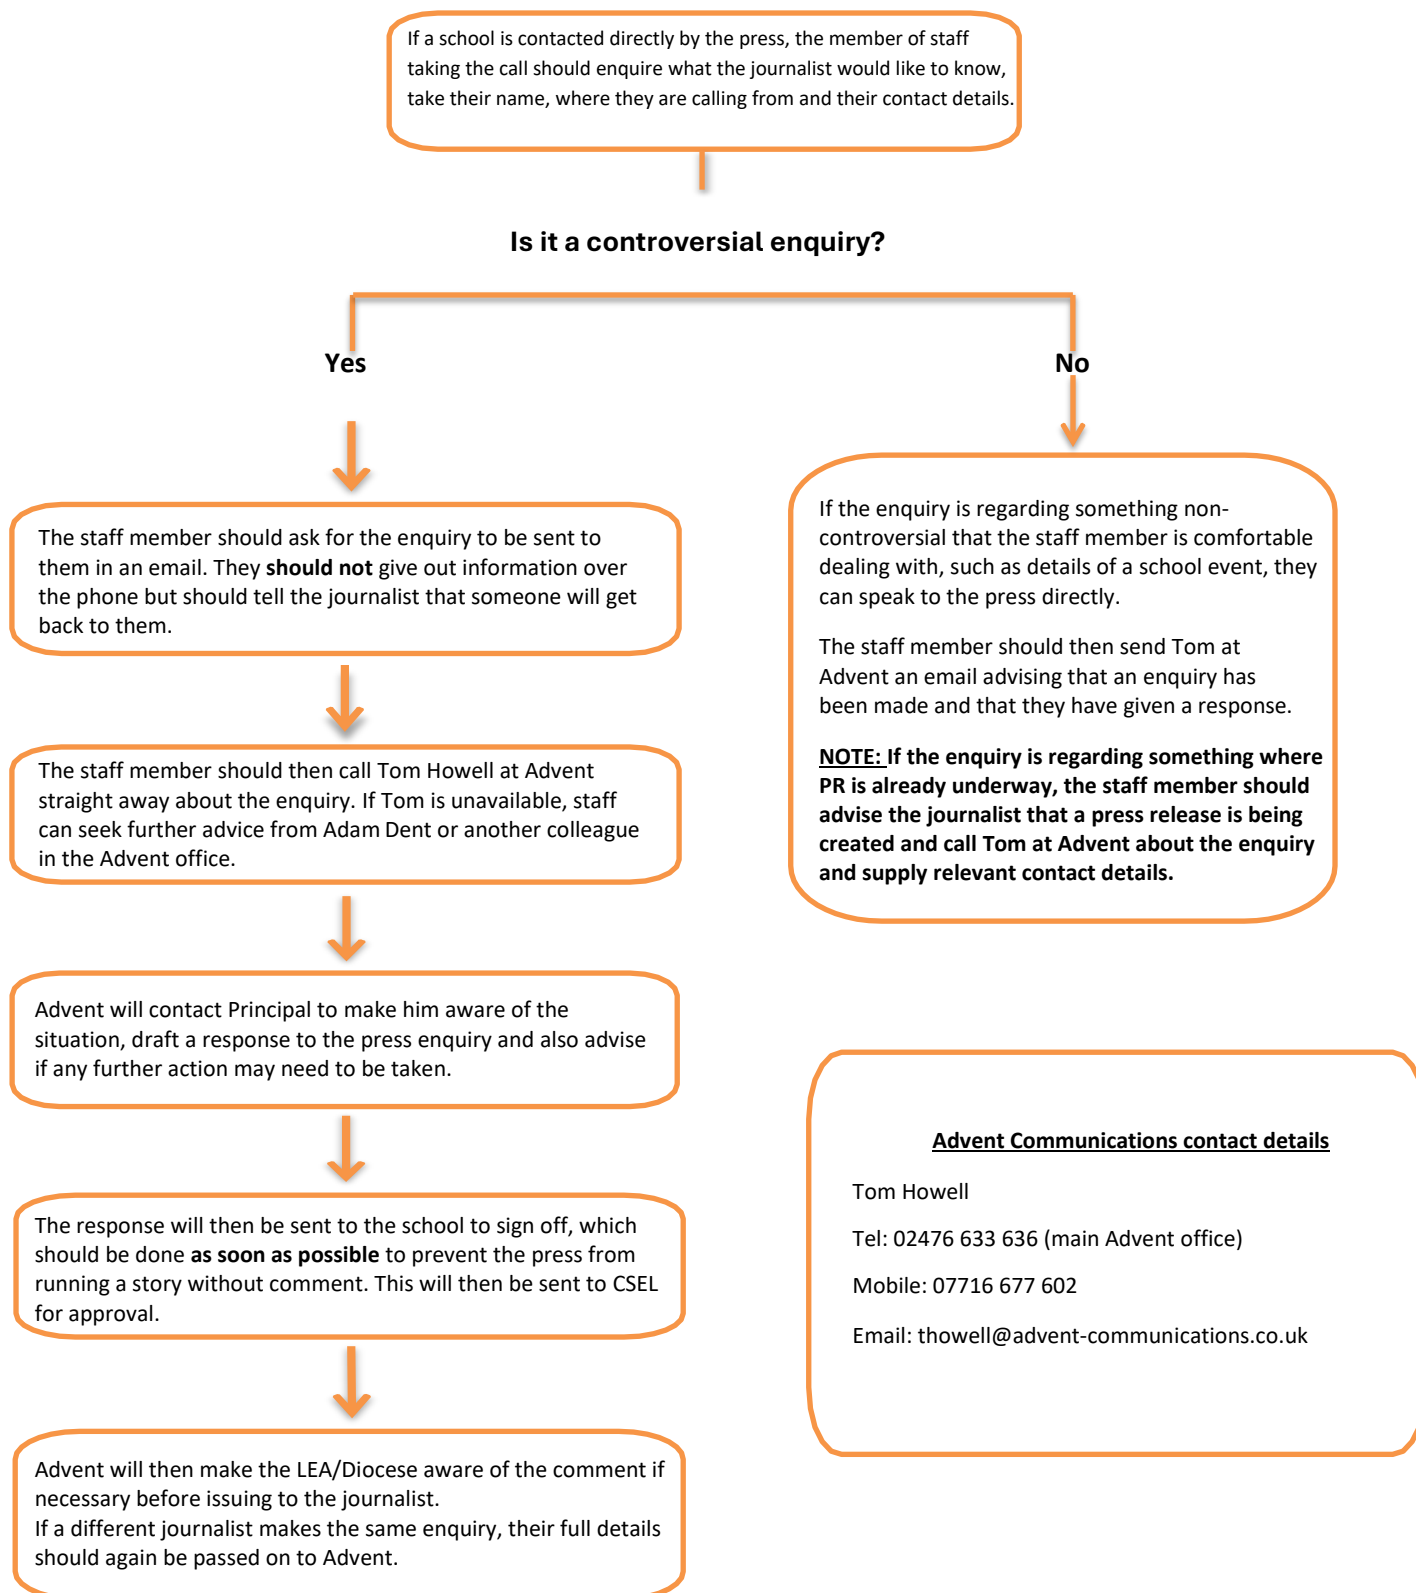 If a school is contacted directly by the press, the member of staff
taking the call should enquire what the journalist would like to know,
take their name, where they are calling from and their contact details.
Is it a controversial enquiry?
Yes
No
The staff member should ask for the enquiry to be sent to
them in an email. They should not give out information over
the phone but should tell the journalist that someone will get
back to them.
The staff member should then call Tom Howell at Advent
straight away about the enquiry. If Tom is unavailable, staff
can seek further advice from Adam Dent or another colleague
in the Advent office.
Advent will contact Principal to make him aware of the
situation, draft a response to the press enquiry and also advise
if any further action may need to be taken.
The response will then be sent to the school to sign off, which
should be done as soon as possible to prevent the press from
running a story without comment. This will then be sent to CSEL
for approval.
Advent will then make the LEA/Diocese aware of the comment if
necessary before issuing to the journalist.
If a different journalist makes the same enquiry, their full details
should again be passed on to Advent.
If the enquiry is regarding something non-
controversial that the staff member is comfortable
dealing with, such as details of a school event, they
can speak to the press directly.
The staff member should then send Tom at
Advent an email advising that an enquiry has
been made and that they have given a response.
NOTE: If the enquiry is regarding something where
PR is already underway, the staff member should
advise the journalist that a press release is being
created and call Tom at Advent about the enquiry
and supply relevant contact details.
Advent Communications contact details
Tom Howell
Tel: 02476 633 636 (main Advent office)
Mobile: 07716 677 602
Email: thowell@advent-communications.co.uk